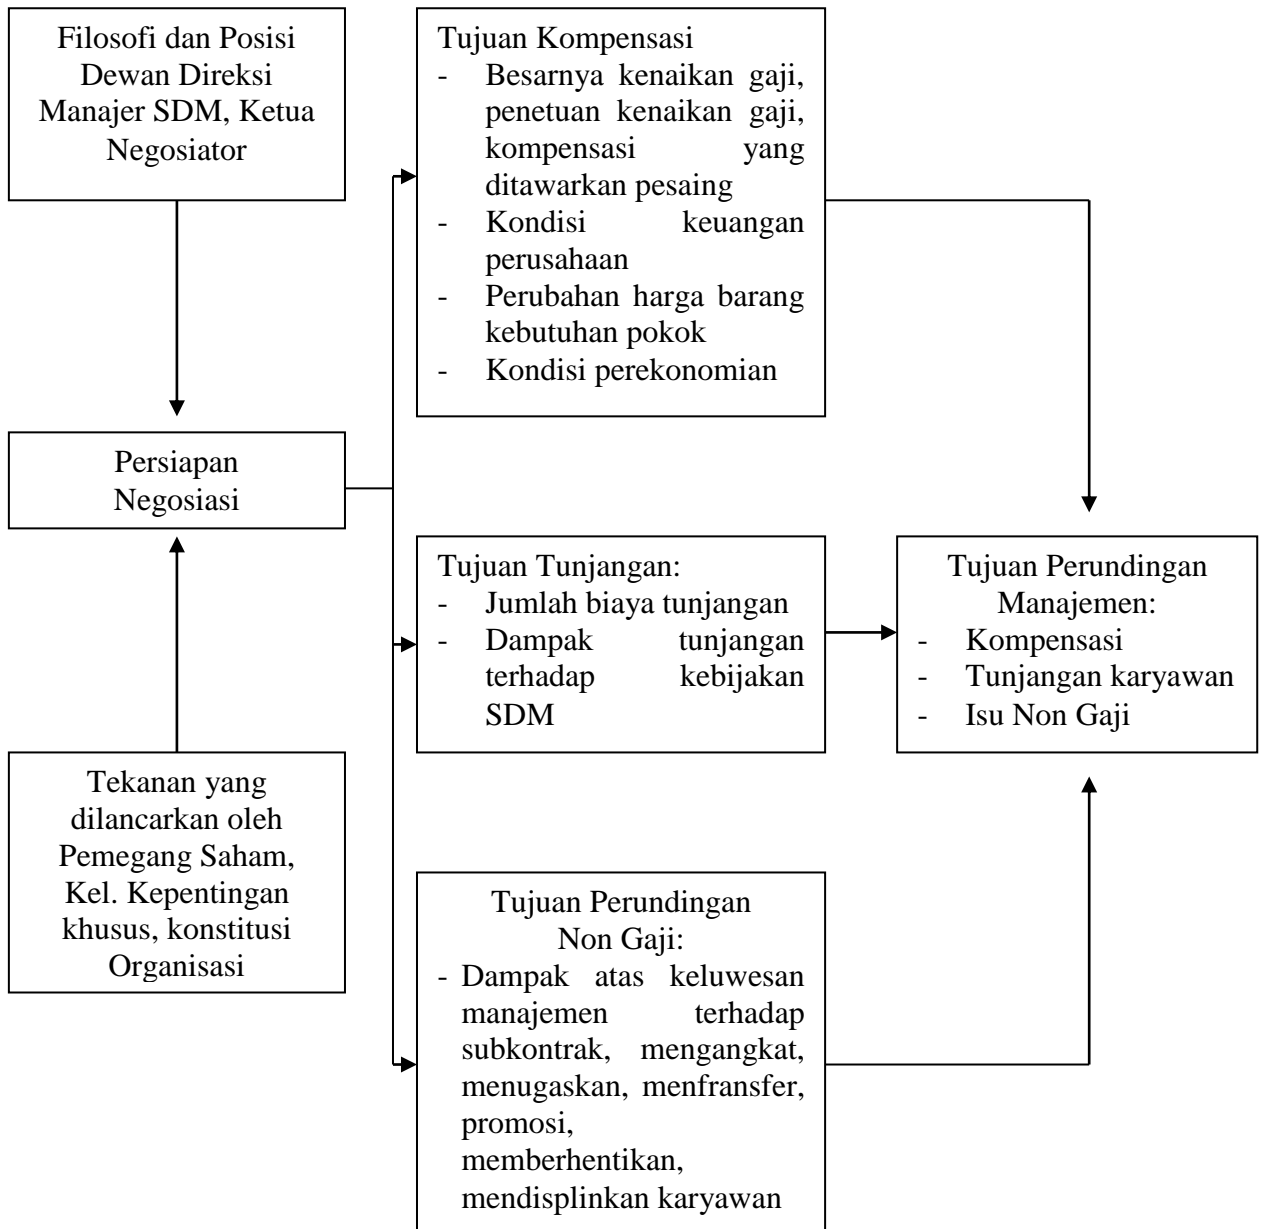 Filosofi dan Posisi
Dewan Direksi
Manajer SDM, Ketua
Negosiator
Persiapan
Negosiasi
Tekanan yang
dilancarkan oleh
Pemegang Saham,
Kel. Kepentingan
khusus, konstitusi
Organisasi
Tujuan Kompensasi
- Besarnya kenaikan gaji,
penetuan kenaikan gaji,
kompensasi yang
ditawarkan pesaing
- Kondisi keuangan
perusahaan
- Perubahan harga barang
kebutuhan pokok
- Kondisi perekonomian
Tujuan Tunjangan:
- Jumlah biaya tunjangan
- Dampak tunjangan
terhadap kebijakan
SDM
Tujuan Perundingan
Non Gaji:
- Dampak atas keluwesan
manajemen terhadap
subkontrak, mengangkat,
menugaskan, menfransfer,
promosi,
memberhentikan,
mendisplinkan karyawan
Tujuan Perundingan
Manajemen:
- Kompensasi
- Tunjangan karyawan
- Isu Non Gaji